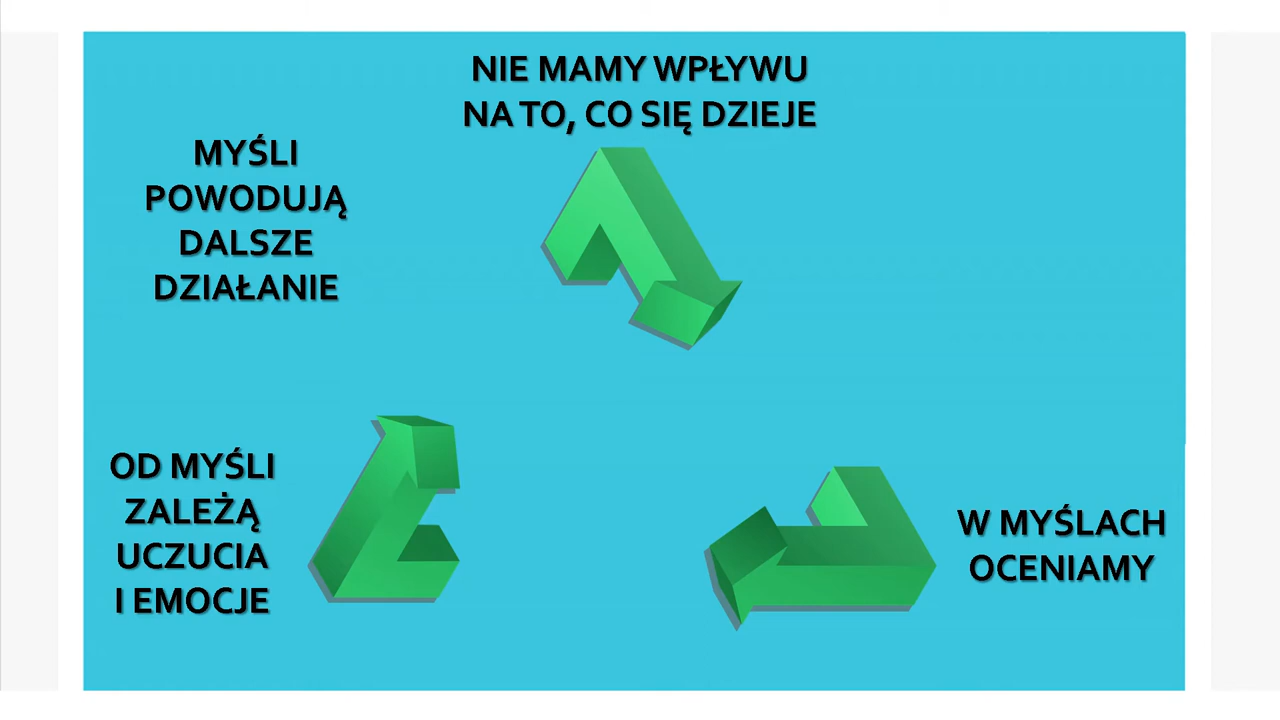 NIE MAMY WPŁYWU
NA TO, CO SIĘ DZIEJE
MYŚLI
POWODUJĄ
DALSZE
DZIAŁANIE
OD MYŚLI
ZALEŻĄ
UCZUCIA
I EMOCJE
W MYŚLACH
OCENIAMY